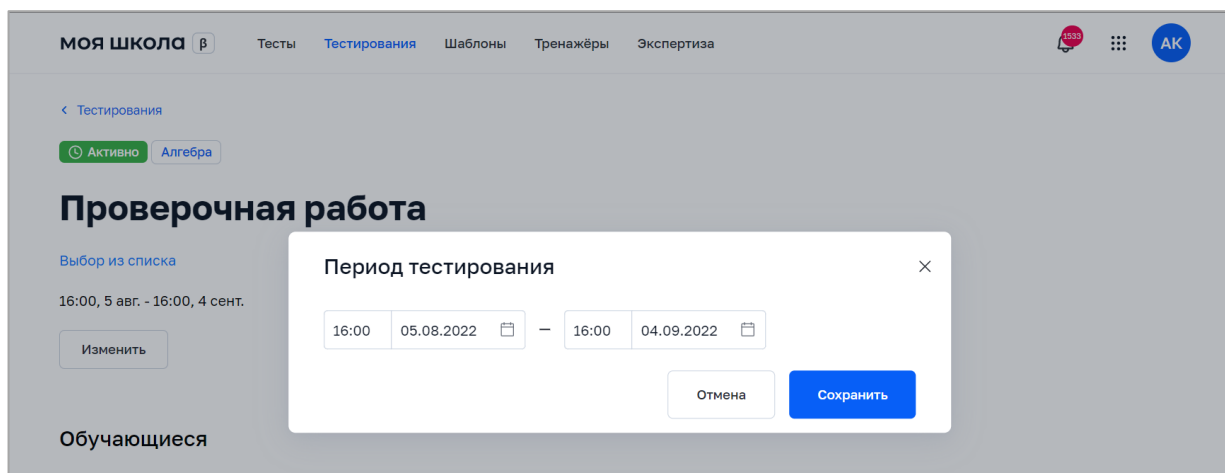 МОЯ ШКОЛА β Тесты Тестирования Шаблоны Тренажёры Экспертиза 1533 АК
Тестирования
Активно Алгебра
Проверочная работа
Выбор из списка
16:00, 5 авг. - 16:00, 4 сент.
Изменить
Период тестирования
16:00 05.08.2022 — 16:00 04.09.2022
Отмена Сохранить
Обучающиеся